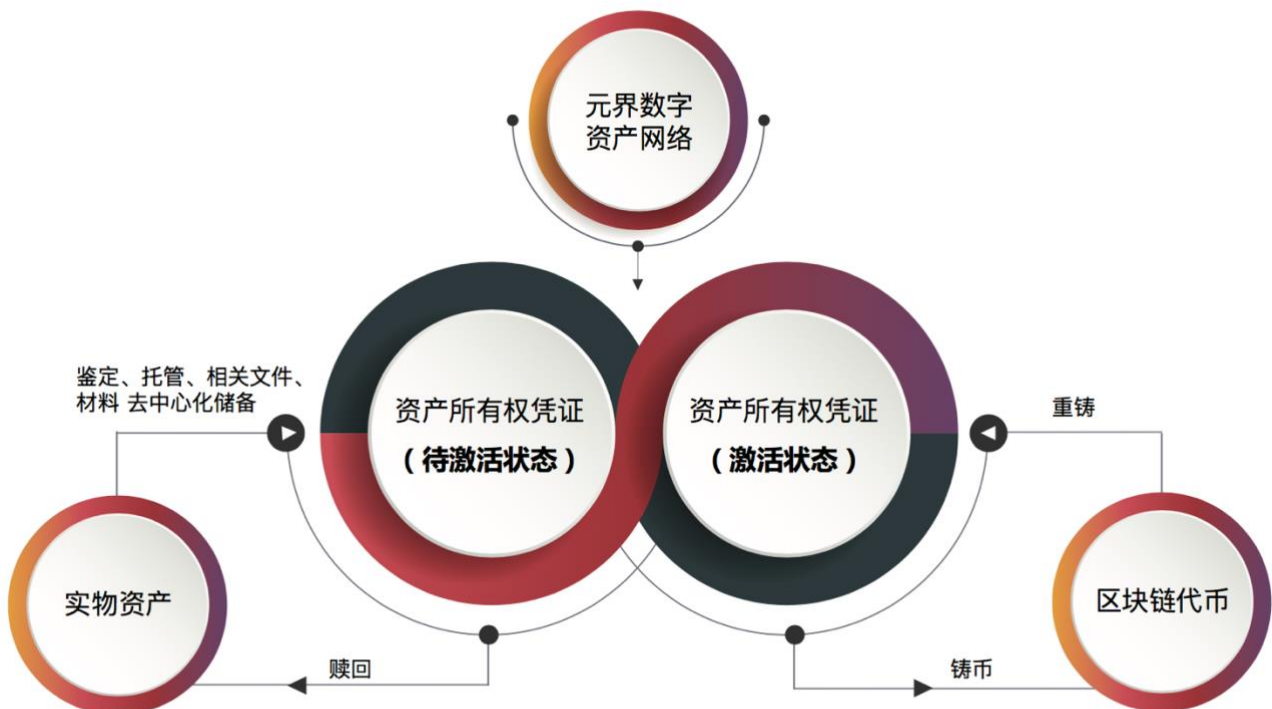 元界数字
资产网络
鉴定、托管、相关文件、
材料 去中心化储备
资产所有权凭证
（待激活状态）
资产所有权凭证
（激活状态）
重铸
实物资产
区块链代币
赎回
铸币